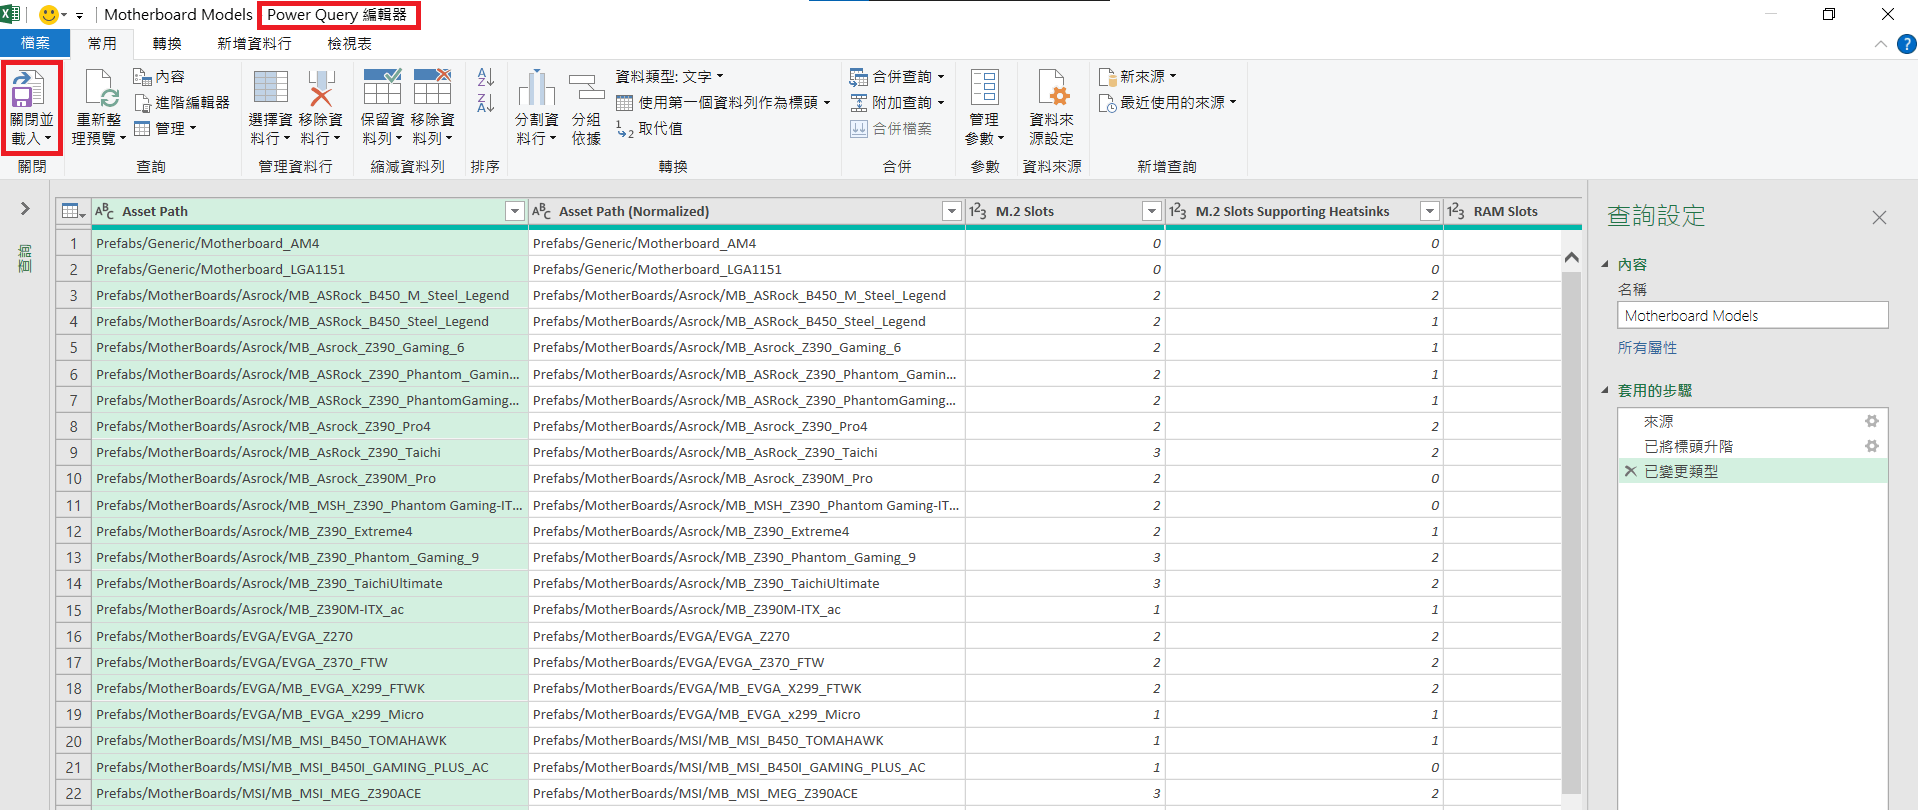 Motherboard Models Power Query 編輯器
檔案 常用 轉換 新增資料行 檢視表
關閉並
載入
關閉
重新整
理預覽
內容
進階編輯器
管理
查詢
選擇資
料行
移除資
料行
管理資料行
保留資
料列
移除資
料列
縮減資料列
排序
分割資
料行
分組
依據
資料類型: 文字
使用第一個資料列作為標頭
取代值
轉換
合併查詢
附加查詢
合併檔案
合併
管理
參數
參數
資料來
源設定
資料來源
新來源
最近使用的來源
新增查詢
查詢
Asset Path Asset Path (Normalized) M.2 Slots M.2 Slots Supporting Heatsinks RAM Slots
1 Prefabs/Generic/Motherboard_AM4 Prefabs/Generic/Motherboard_AM4 0 0
2 Prefabs/Generic/Motherboard_LGA1151 Prefabs/Generic/Motherboard_LGA1151 0 0
3 Prefabs/MotherBoards/Asrock/MB_ASRock_B450_M_Steel_Legend Prefabs/MotherBoards/Asrock/MB_ASRock_B450_M_Steel_Legend 2 2
4 Prefabs/MotherBoards/Asrock/MB_ASRock_B450_Steel_Legend Prefabs/MotherBoards/Asrock/MB_ASRock_B450_Steel_Legend 2 1
5 Prefabs/MotherBoards/Asrock/MB_Asrock_Z390_Gaming_6 Prefabs/MotherBoards/Asrock/MB_Asrock_Z390_Gaming_6 2 1
6 Prefabs/MotherBoards/Asrock/MB_ASRock_Z390_Phantom_Gamin... Prefabs/MotherBoards/Asrock/MB_ASRock_Z390_Phantom_Gamin... 2 1
7 Prefabs/MotherBoards/Asrock/MB_ASRock_Z390_PhantomGaming... Prefabs/MotherBoards/Asrock/MB_ASRock_Z390_PhantomGaming... 2 1
8 Prefabs/MotherBoards/Asrock/MB_Asrock_Z390_Pro4 Prefabs/MotherBoards/Asrock/MB_Asrock_Z390_Pro4 2 2
9 Prefabs/MotherBoards/Asrock/MB_AsRock_Z390_Taichi Prefabs/MotherBoards/Asrock/MB_AsRock_Z390_Taichi 3 2
10 Prefabs/MotherBoards/Asrock/MB_Asrock_Z390M_Pro Prefabs/MotherBoards/Asrock/MB_Asrock_Z390M_Pro 2 0
11 Prefabs/MotherBoards/Asrock/MB_MSH_Z390_Phantom Gaming-IT... Prefabs/MotherBoards/Asrock/MB_MSH_Z390_Phantom Gaming-IT... 2 0
12 Prefabs/MotherBoards/Asrock/MB_Z390_Extreme4 Prefabs/MotherBoards/Asrock/MB_Z390_Extreme4 2 1
13 Prefabs/MotherBoards/Asrock/MB_Z390_Phantom_Gaming_9 Prefabs/MotherBoards/Asrock/MB_Z390_Phantom_Gaming_9 3 2
14 Prefabs/MotherBoards/Asrock/MB_Z390_TaichiUltimate Prefabs/MotherBoards/Asrock/MB_Z390_TaichiUltimate 3 2
15 Prefabs/MotherBoards/Asrock/MB_Z390M-ITX_ac Prefabs/MotherBoards/Asrock/MB_Z390M-ITX_ac 1 1
16 Prefabs/MotherBoards/EVGA/EVGA_Z270 Prefabs/MotherBoards/EVGA/EVGA_Z270 2 2
17 Prefabs/MotherBoards/EVGA/EVGA_Z370_FTW Prefabs/MotherBoards/EVGA/EVGA_Z370_FTW 2 2
18 Prefabs/MotherBoards/EVGA/MB_EVGA_X299_FTWK Prefabs/MotherBoards/EVGA/MB_EVGA_X299_FTWK 2 2
19 Prefabs/MotherBoards/EVGA/MB_EVGA_x299_Micro Prefabs/MotherBoards/EVGA/MB_EVGA_x299_Micro 1 1
20 Prefabs/MotherBoards/MSI/MB_MSI_B450_TOMAHAWK Prefabs/MotherBoards/MSI/MB_MSI_B450_TOMAHAWK 1 1
21 Prefabs/MotherBoards/MSI/MB_MSI_B450I_GAMING_PLUS_AC Prefabs/MotherBoards/MSI/MB_MSI_B450I_GAMING_PLUS_AC 1 0
22 Prefabs/MotherBoards/MSI/MB_MSI_MEG_Z390ACE Prefabs/MotherBoards/MSI/MB_MSI_MEG_Z390ACE 3 2
查詢設定
內容
名稱
Motherboard Models
所有屬性
套用的步驟
來源
已將標頭升階
已變更類型